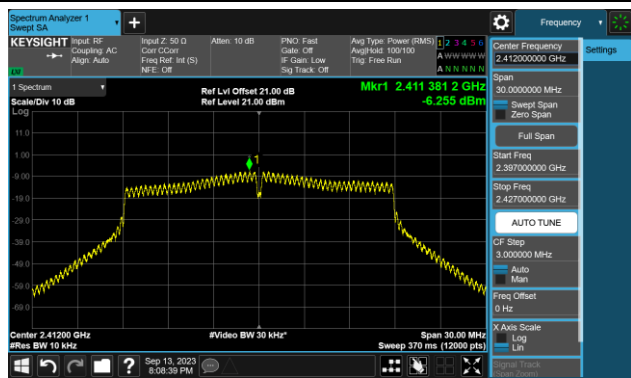 Spectrum Analyzer 1
Swept SA
Frequency
KEYSIGHT
Input: RF
Coupling: AC
Align: Auto
Input Z: 50 Ω
Corr CCorr
Freq Ref: Int (S)
NFE: Off
Atten: 10 dB
PNO: Fast
Gate: Off
IF Gain: Low
Sig Track: Off
Avg Type: Power (RMS)
Avg|Hold: 100/100
Trig: Free Run
1 2 3 4 5 6
A W W W W W
A N N N N N
1 Spectrum
Scale/Div 10 dB
Log
Ref Lvl Offset 21.00 dB
Ref Level 21.00 dBm
Mkr1 2.411 381 2 GHz
-6.255 dBm
11.0
1.00
-9.00
-19.0
-29.0
-39.0
-49.0
-59.0
-69.0
1
Center 2.41200 GHz
#Res BW 10 kHz
#Video BW 30 kHz*
Span 30.00 MHz
Sweep 370 ms (12000 pts)
Center Frequency
2.412000000 GHz
Span
30.0000000 MHz
Swept Span
Zero Span
Full Span
Start Freq
2.397000000 GHz
Stop Freq
2.427000000 GHz
AUTO TUNE
CF Step
3.000000 MHz
Auto
Man
Freq Offset
0 Hz
X Axis Scale
Log
Lin
Signal Track
(Span Zoom)
Settings
?
Sep 13, 2023
8:08:39 PM